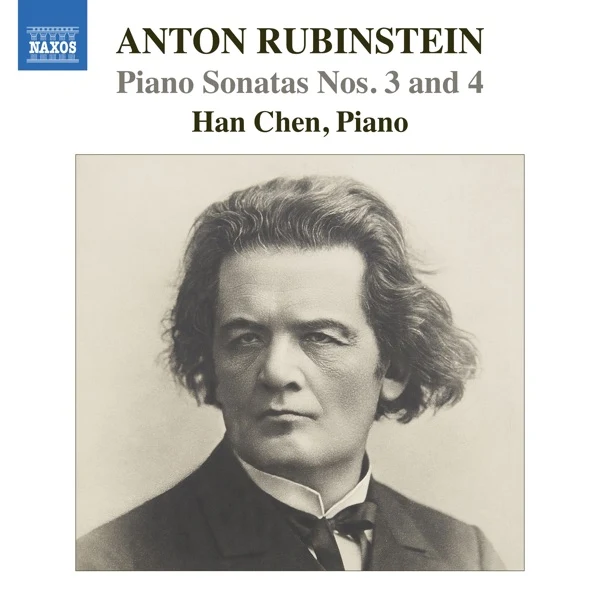 NAXOS
ANTON RUBINSTEIN
Piano Sonatas Nos. 3 and 4
Han Chen, Piano